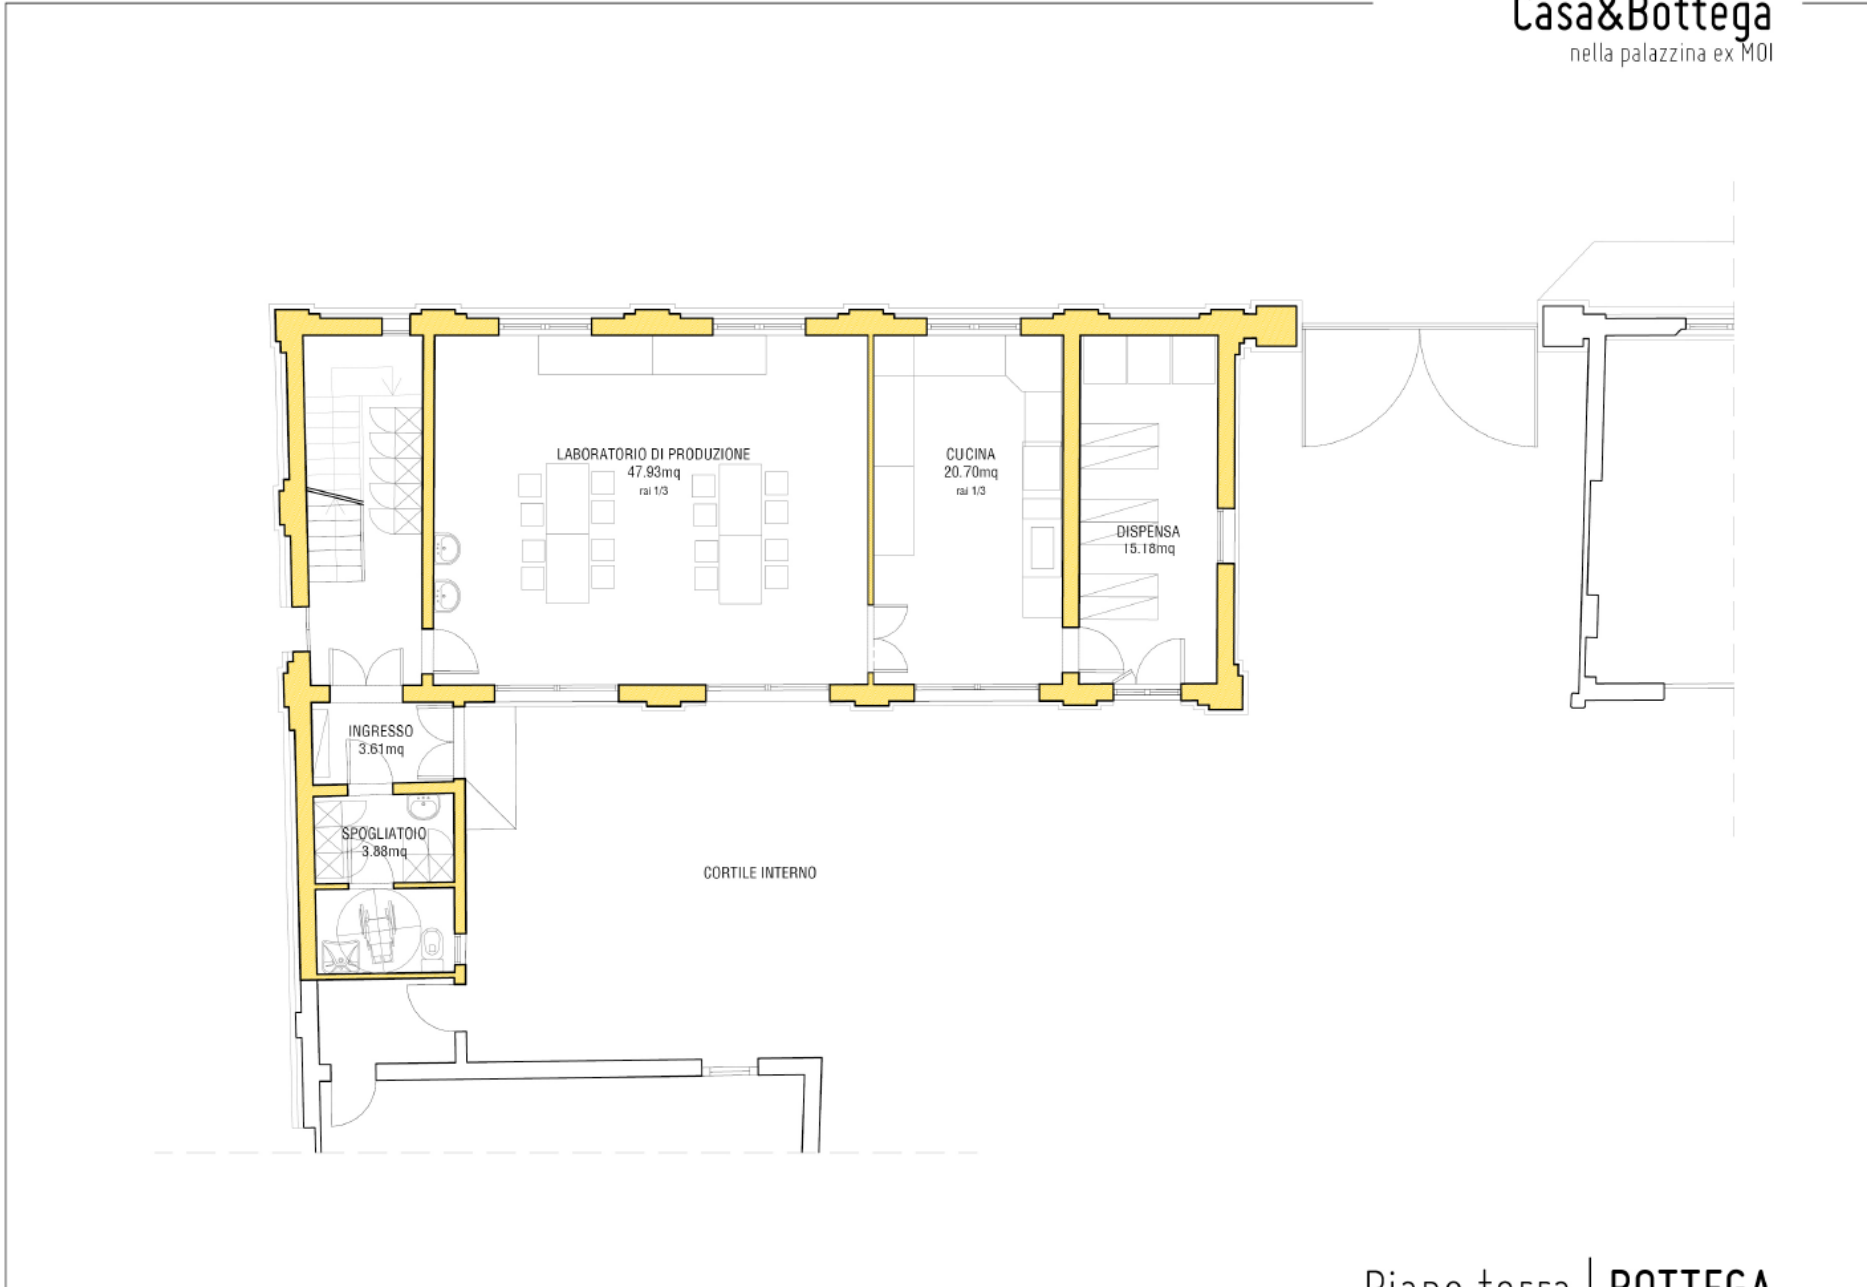 Casa&Bottega
nella palazzina ex MOI
LABORATORIO DI PRODUZIONE
47.93mq
rai 1/3
CUCINA
20.70mq
rai 1/3
DISPENSA
15.18mq
INGRESSO
3.61mq
SPOGLIATOIO
3.88mq
CORTILE INTERNO
Piano terra | BOTTEGA